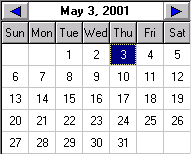 May 3, 2001
Sun Mon Tue Wed Thu Fri Sat
1 2 3 4 5
6 7 8 9 10 11 12
13 14 15 16 17 18 19
20 21 22 23 24 25 26
27 28 29 30 31